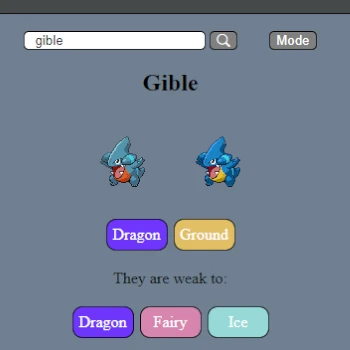 gible
Mode
Gible
Dragon Ground
They are weak to:
Dragon Fairy Ice